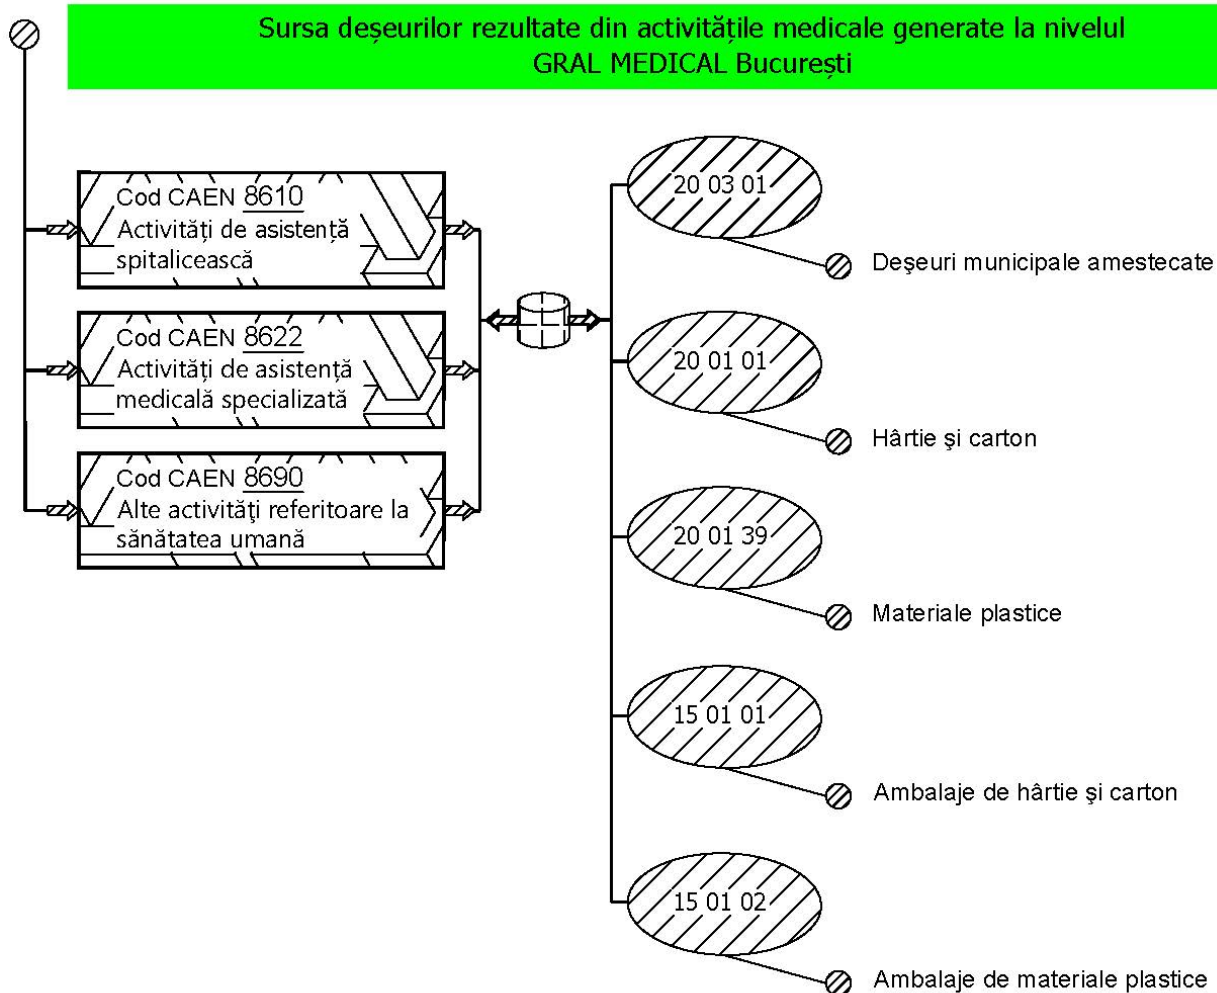 Sursa deșeurilor rezultate din activitățile medicale generate la nivelul
GRAL MEDICAL București
Cod CAEN 8610
Activități de asistență
spitalicească
Cod CAEN 8622
Activități de asistență
medicală specializată
Cod CAEN 8690
Alte activităţi referitoare la
sănătatea umană
20 03 01
Deşeuri municipale amestecate
20 01 01
Hârtie şi carton
20 01 39
Materiale plastice
15 01 01
Ambalaje de hârtie şi carton
15 01 02
Ambalaje de materiale plastice